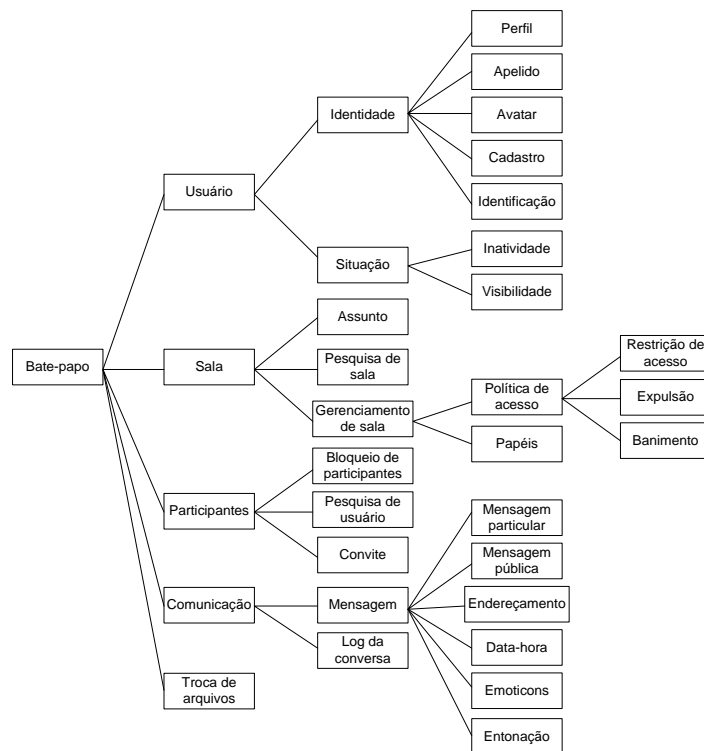 Perfil
Apelido
Identidade
Avatar
Cadastro
Usuário
Identificação
Inatividade
Situação
Visibilidade
Assunto
Restrição de
acesso
Bate-papo
Sala
Pesquisa de
sala
Política de
acesso
Expulsão
Gerenciamento
de sala
Papéis
Banimento
Bloqueio de
participantes
Participantes
Pesquisa de
usuário
Mensagem
particular
Convite
Mensagem
pública
Comunicação
Mensagem
Endereçamento
Log da
conversa
Data-hora
Troca de
arquivos
Emoticons
Entonação